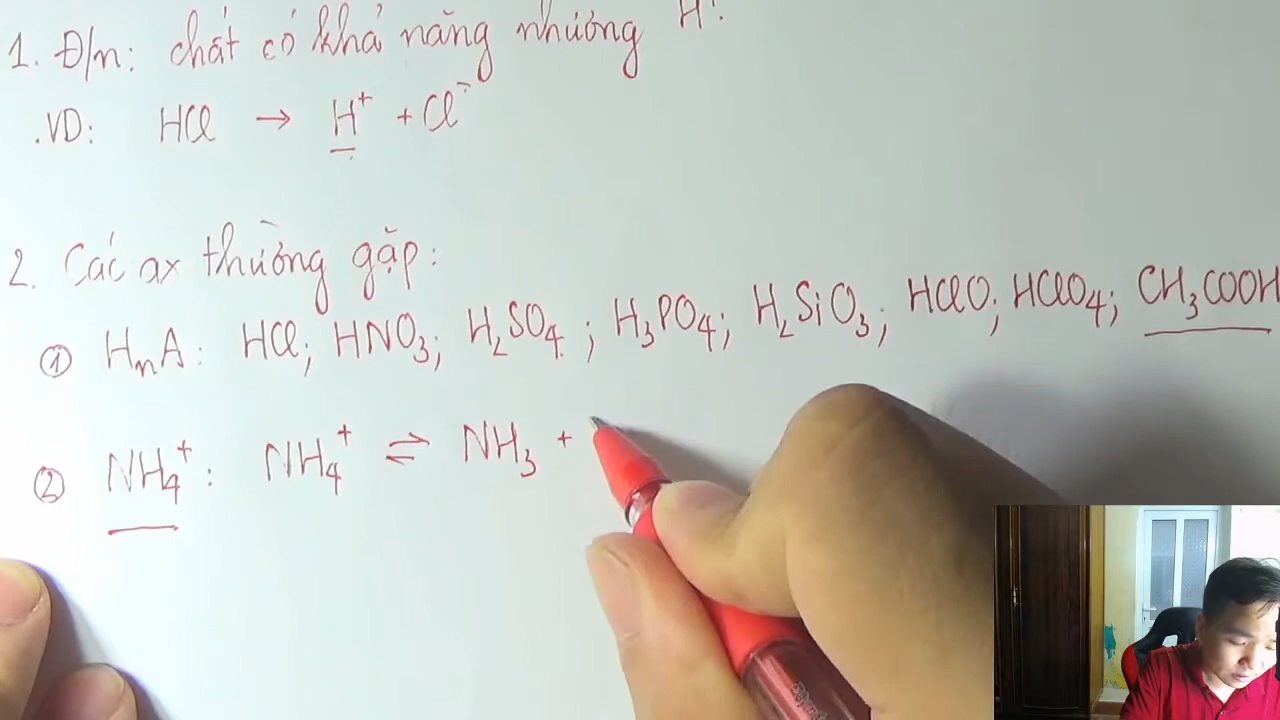 1. Đ/n: chất có khả năng nhường H⁺.
.VD: HCl → H⁺ + Cl⁻
2. Các ax thường gặp:
① HₙA: HCl; HNO₃; H₂SO₄; H₃PO₄; H₂SiO₃; HClO; HClO₄; CH₃COOH
② NH₄⁺: NH₄⁺ ⇌ NH₃ +